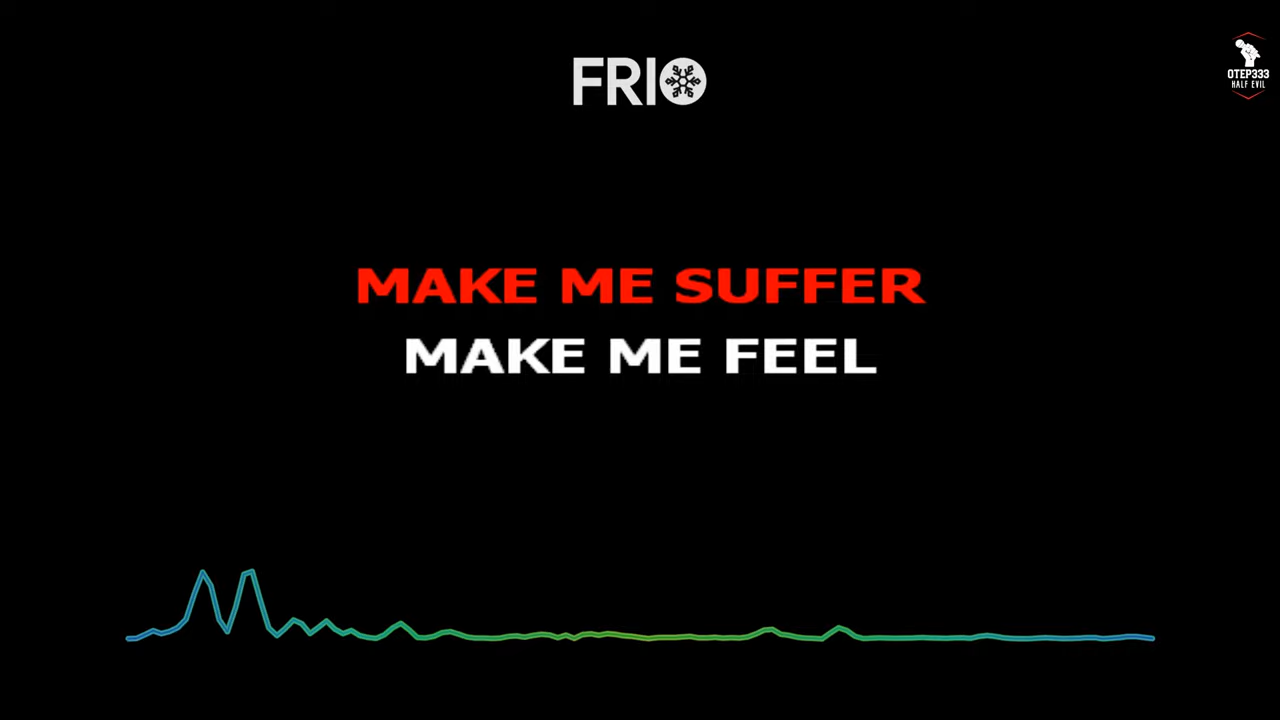 FRIO
OTEP333
HALF EVIL
MAKE ME SUFFER
MAKE ME FEEL